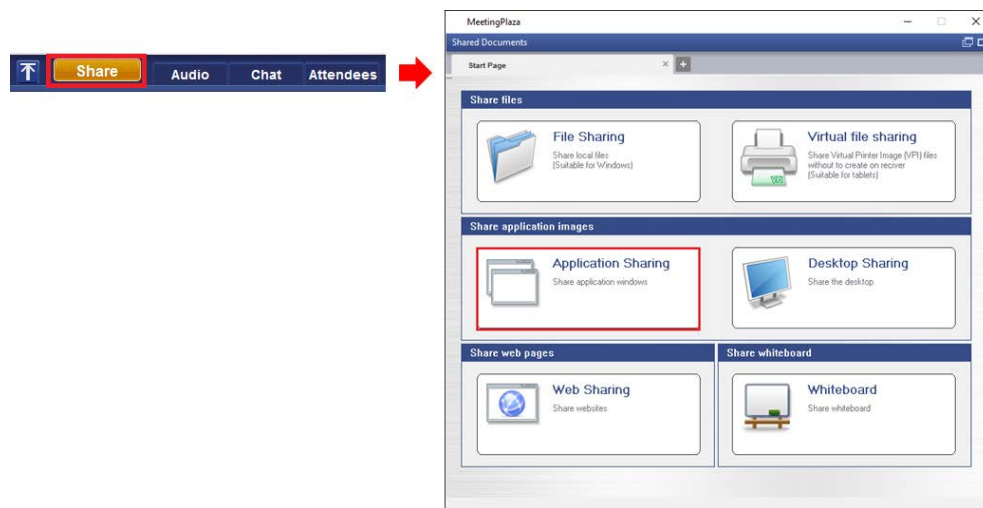 Share Audio Chat Attendees
MeetingPlaza
Shared Documents
Start Page
Share files
File Sharing
Share local files
(Suitable for Windows)
Virtual file sharing
Share Virtual Printer Image (VPI) files
without to create on reciver
(Suitable for tablets)
VPI
Share application images
Application Sharing
Share application windows
Desktop Sharing
Share the desktop
Share web pages
Web Sharing
Share websites
Share whiteboard
Whiteboard
Share whiteboard